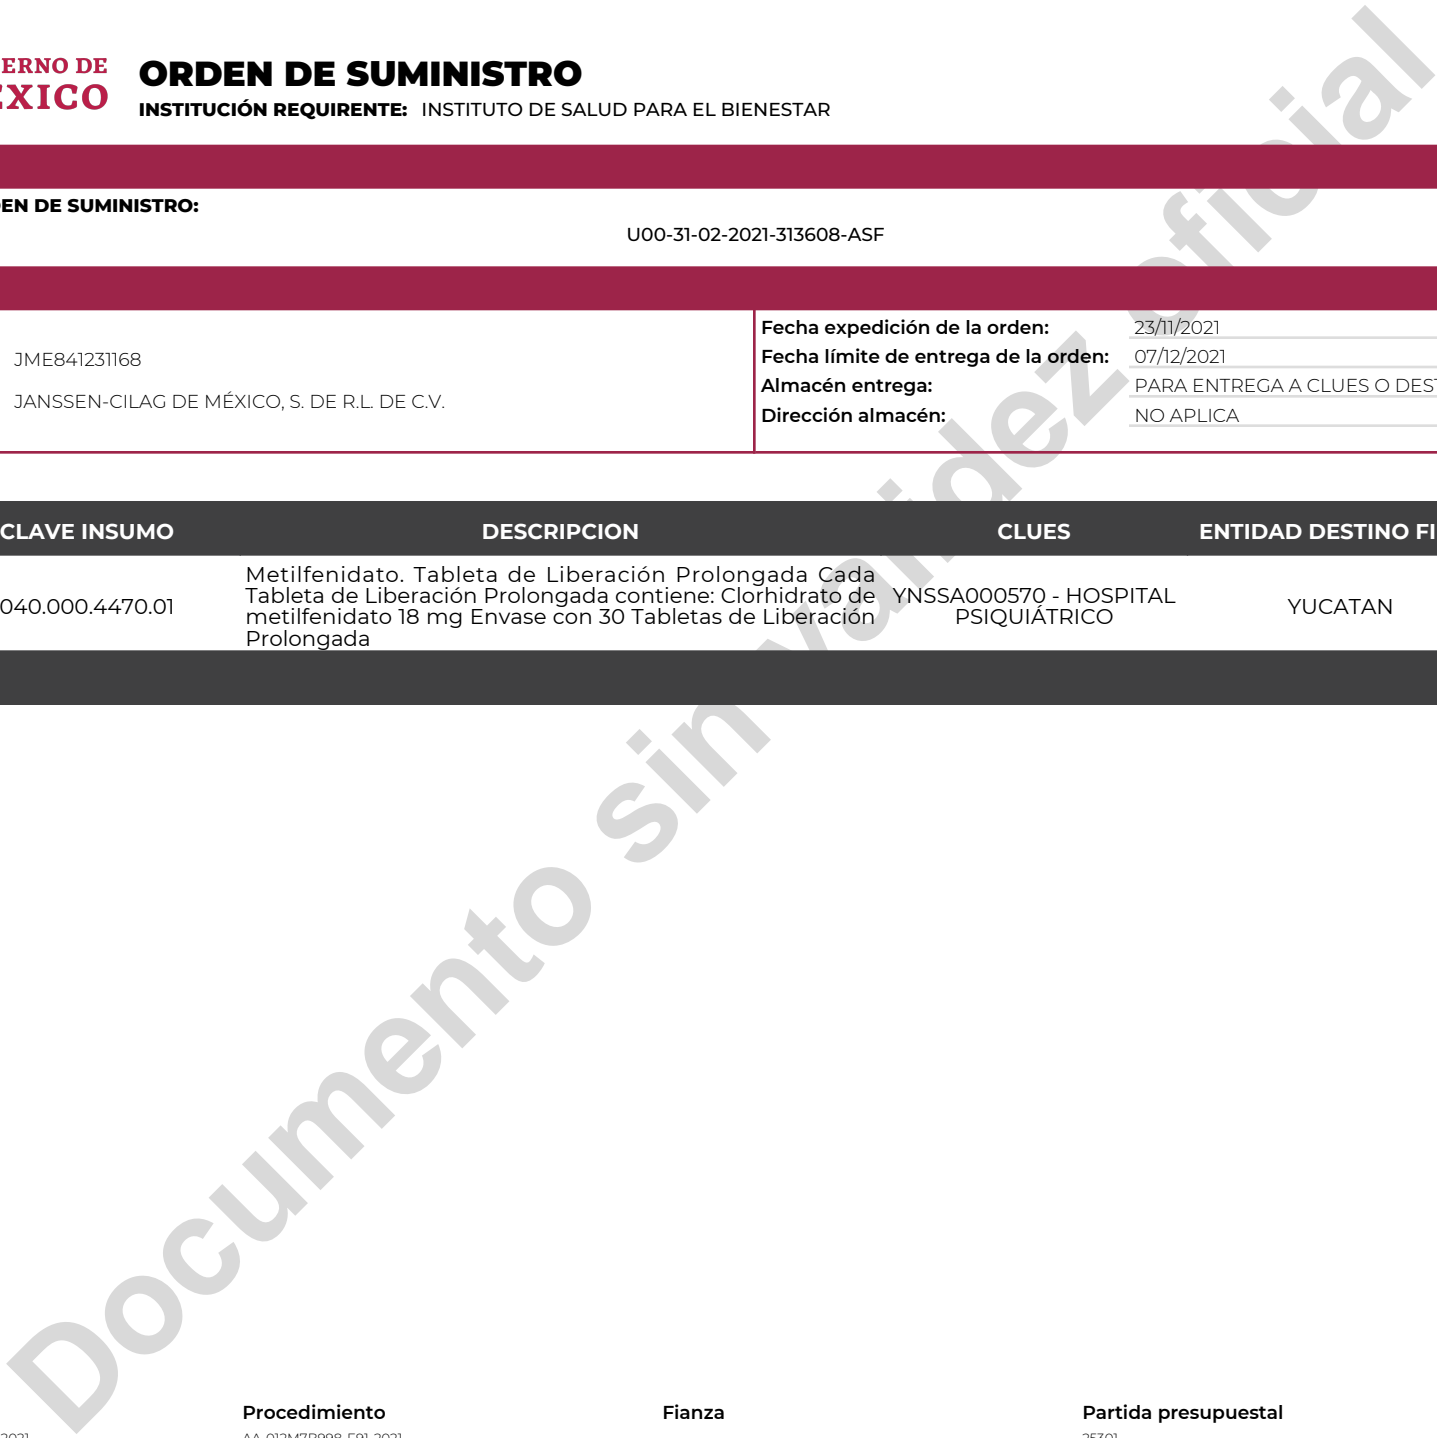 ERNO DE
ÉXICO
ORDEN DE SUMINISTRO
INSTITUCIÓN REQUIRENTE: INSTITUTO DE SALUD PARA EL BIENESTAR
EN DE SUMINISTRO:
U00-31-02-2021-313608-ASF
JME841231168
JANSSEN-CILAG DE MÉXICO, S. DE R.L. DE C.V.
Fecha expedición de la orden: 23/11/2021
Fecha límite de entrega de la orden: 07/12/2021
Almacén entrega: PARA ENTREGA A CLUES O DEST
Dirección almacén: NO APLICA
CLAVE INSUMO DESCRIPCION CLUES ENTIDAD DESTINO FI
040.000.4470.01
Metilfenidato. Tableta de Liberación Prolongada Cada
Tableta de Liberación Prolongada contiene: Clorhidrato de
metilfenidato 18 mg Envase con 30 Tabletas de Liberación
Prolongada
YNSSA000570 - HOSPITAL
PSIQUIÁTRICO
YUCATAN
Documento sin validez oficial
Procedimiento Fianza Partida presupuestal